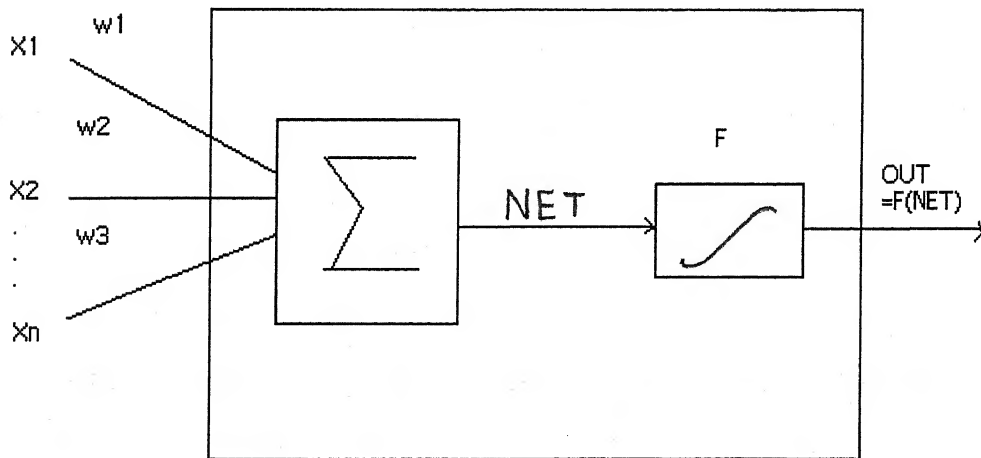 w1
X1
w2
F
X2
OUT
=F(NET)
NET
w3
.
.
.
Xn
Σ